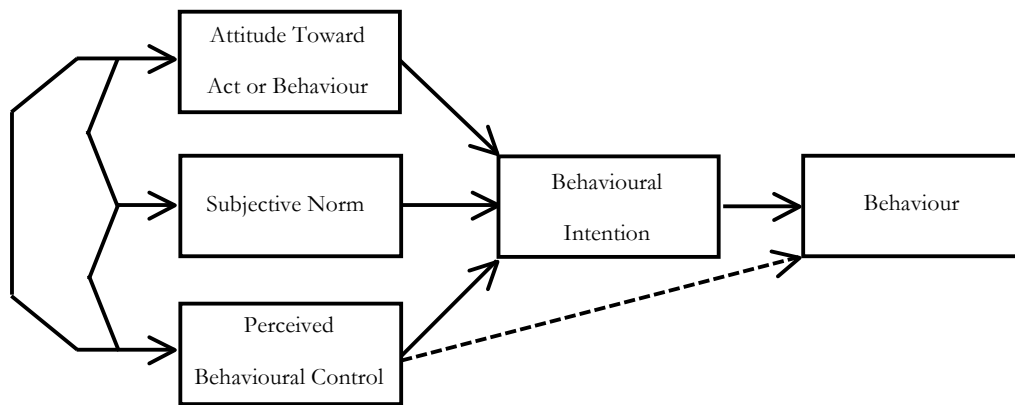 Attitude Toward
Act or Behaviour
Subjective Norm
Behavioural
Intention
Behaviour
Perceived
Behavioural Control